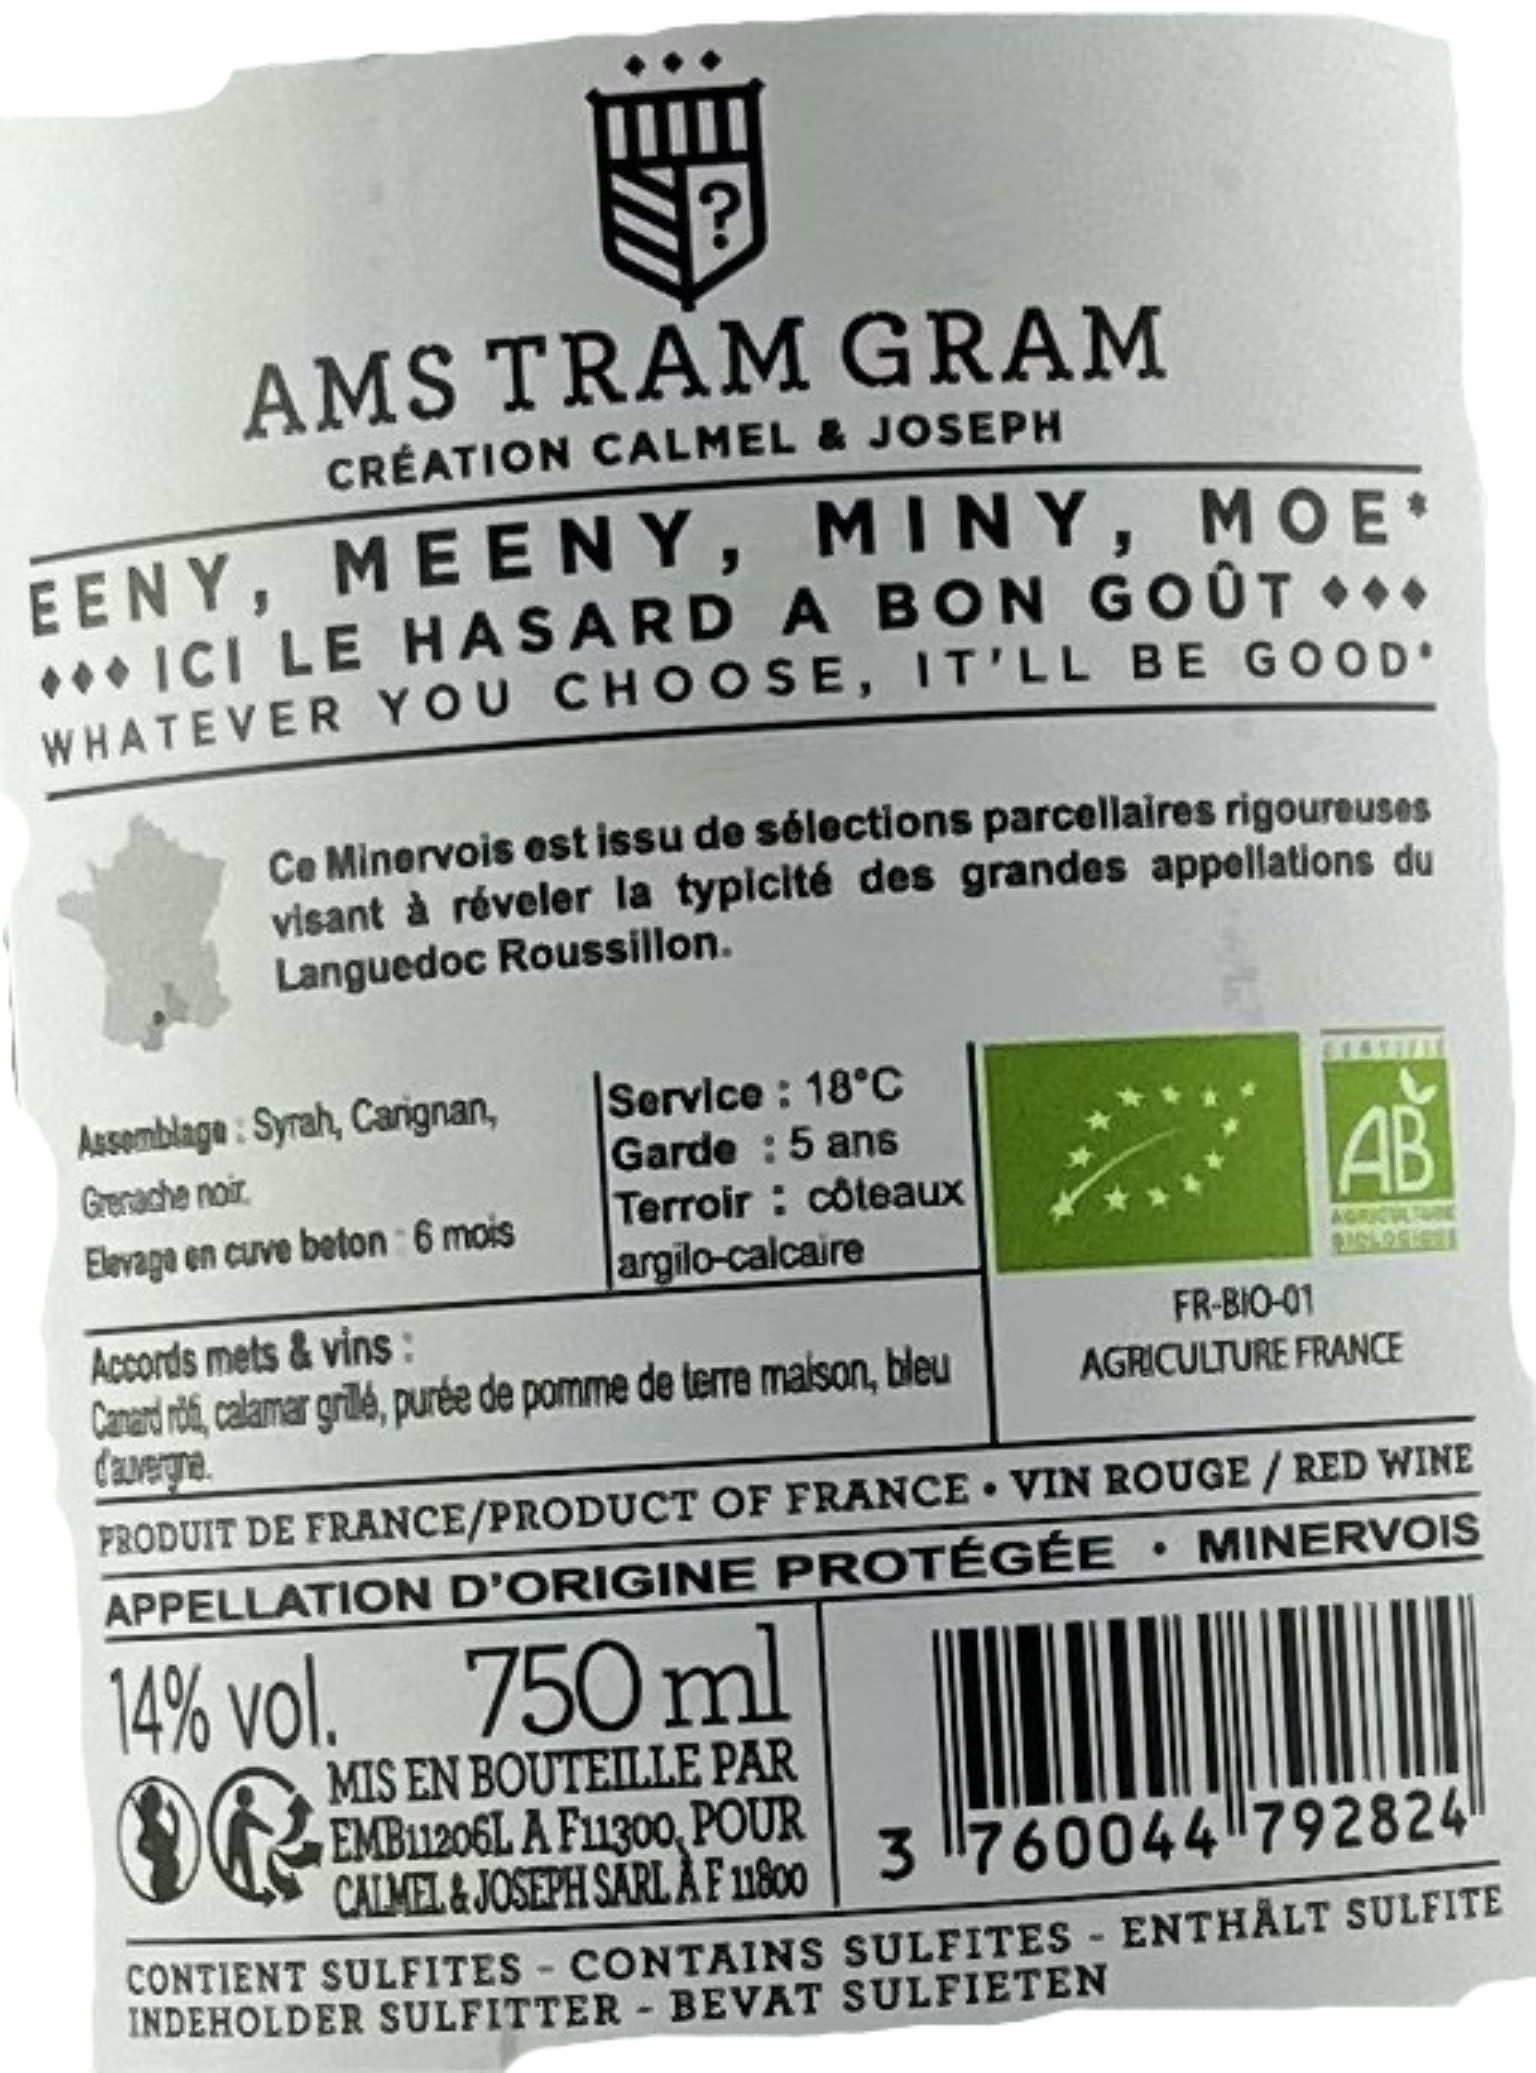 ?
AMS TRAM GRAM
CRÉATION CALMEL & JOSEPH
EENY, MEENY, MINY, MOE*
♦♦♦ ICI LE HASARD A BON GOÛT ♦♦♦
WHATEVER YOU CHOOSE, IT'LL BE GOOD*
Ce Minervois est issu de sélections parcellaires rigoureuses
visant à réveler la typicité des grandes appellations du
Languedoc Roussillon.
Assemblage : Syrah, Carignan,
Grenache noir.
Elevage en cuve beton : 6 mois
Service : 18°C
Garde : 5 ans
Terroir : côteaux
argilo-calcaire
CERTIFIÉ
AB
AGRICULTURE
BIOLOGIQUE
FR-BIO-01
AGRICULTURE FRANCE
Accords mets & vins :
Canard rôti, calamar grillé, purée de pomme de terre maison, bleu
d'auvergne.
PRODUIT DE FRANCE/PRODUCT OF FRANCE • VIN ROUGE / RED WINE
APPELLATION D'ORIGINE PROTÉGÉE • MINERVOIS
14% vol. 750 ml
MIS EN BOUTEILLE PAR
EMB11206L A F11300, POUR
CALMEL & JOSEPH SARL À F 11800
3 760044 792824
CONTIENT SULFITES - CONTAINS SULFITES - ENTHÄLT SULFITE
INDEHOLDER SULFITTER - BEVAT SULFIETEN